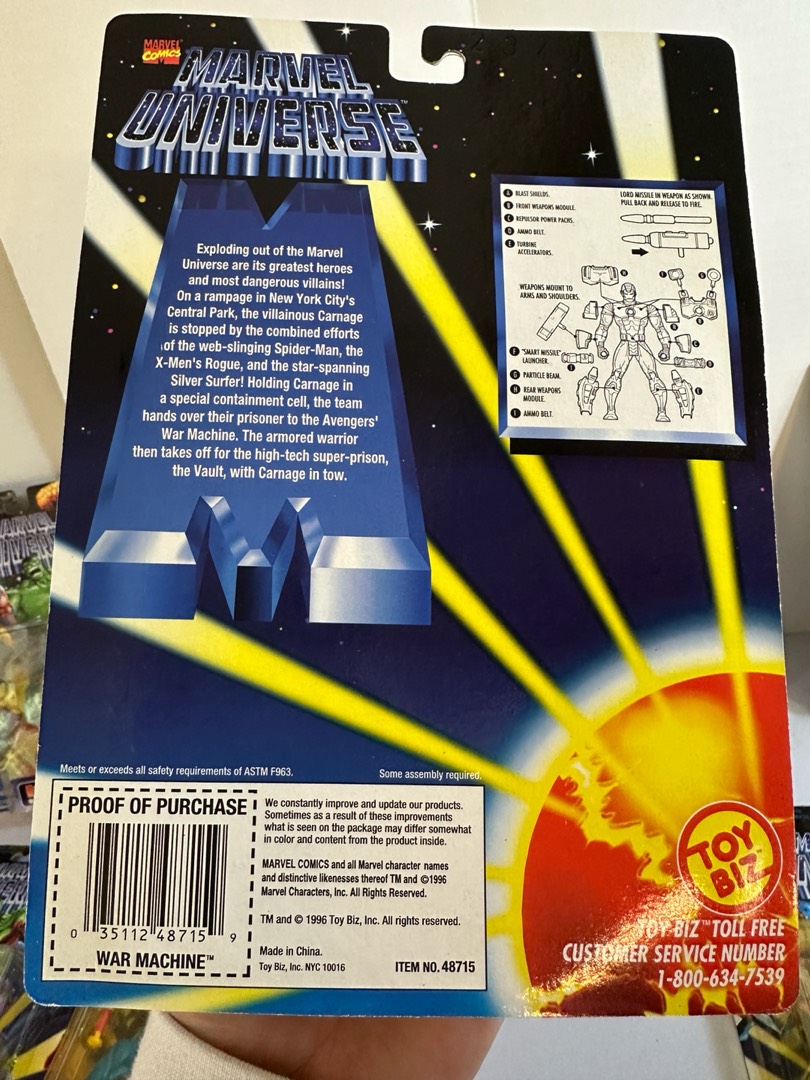 MARVEL
COMICS
MARVEL
UNIVERSE™
Exploding out of the Marvel
Universe are its greatest heroes
and most dangerous villains!
On a rampage in New York City's
Central Park, the villainous Carnage
is stopped by the combined efforts
of the web-slinging Spider-Man, the
X-Men's Rogue, and the star-spanning
Silver Surfer! Holding Carnage in
a special containment cell, the team
hands over their prisoner to the Avengers'
War Machine. The armored warrior
then takes off for the high-tech super-prison,
the Vault, with Carnage in tow.
A BLAST SHIELDS.
B FRONT WEAPONS MODULE.
C REPULSOR POWER PACKS.
D AMMO BELT.
E TURBINE
ACCELERATORS.
LORD MISSILE IN WEAPON AS SHOWN.
PULL BACK AND RELEASE TO FIRE.
WEAPONS MOUNT TO
ARMS AND SHOULDERS.
F "SMART MISSILE"
LAUNCHER.
G PARTICLE BEAM.
H REAR WEAPONS
MODULE.
I AMMO BELT.
Meets or exceeds all safety requirements of ASTM F963.
Some assembly required.
PROOF OF PURCHASE
0 35112 48715 9
WAR MACHINE™
We constantly improve and update our products.
Sometimes as a result of these improvements
what is seen on the package may differ somewhat
in color and content from the product inside.
MARVEL COMICS and all Marvel character names
and distinctive likenesses thereof TM and ©1996
Marvel Characters, Inc. All Rights Reserved.
TM and © 1996 Toy Biz, Inc. All rights reserved.
Made in China.
Toy Biz, Inc. NYC 10016
ITEM NO. 48715
TOY
BIZ
TOY BIZ™ TOLL FREE
CUSTOMER SERVICE NUMBER
1-800-634-7539